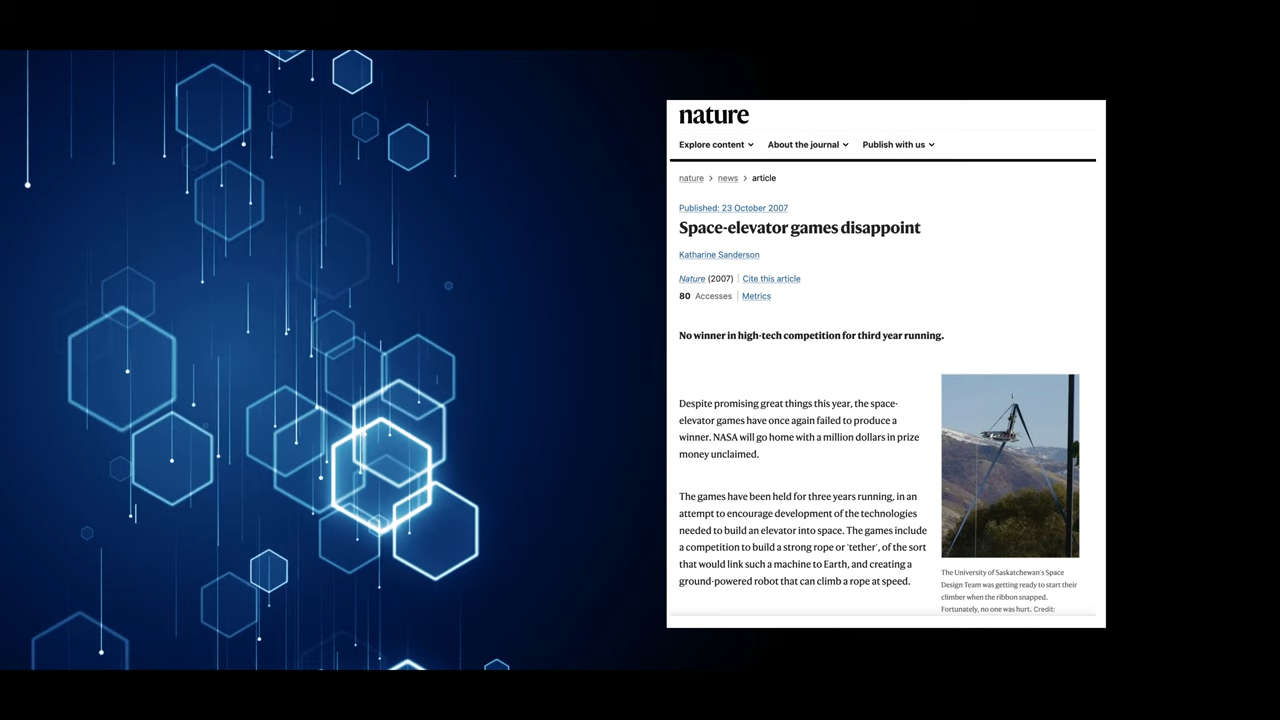 nature
Explore content About the journal Publish with us
nature > news > article
Published: 23 October 2007
Space-elevator games disappoint
Katharine Sanderson
Nature (2007) | Cite this article
80 Accesses | Metrics
No winner in high-tech competition for third year running.
Despite promising great things this year, the space-
elevator games have once again failed to produce a
winner. NASA will go home with a million dollars in prize
money unclaimed.
The games have been held for three years running, in an
attempt to encourage development of the technologies
needed to build an elevator into space. The games include
a competition to build a strong rope or 'tether', of the sort
that would link such a machine to Earth, and creating a
ground-powered robot that can climb a rope at speed.
The University of Saskatchewan's Space
Design Team was getting ready to start their
climber when the ribbon snapped.
Fortunately, no one was hurt. Credit: